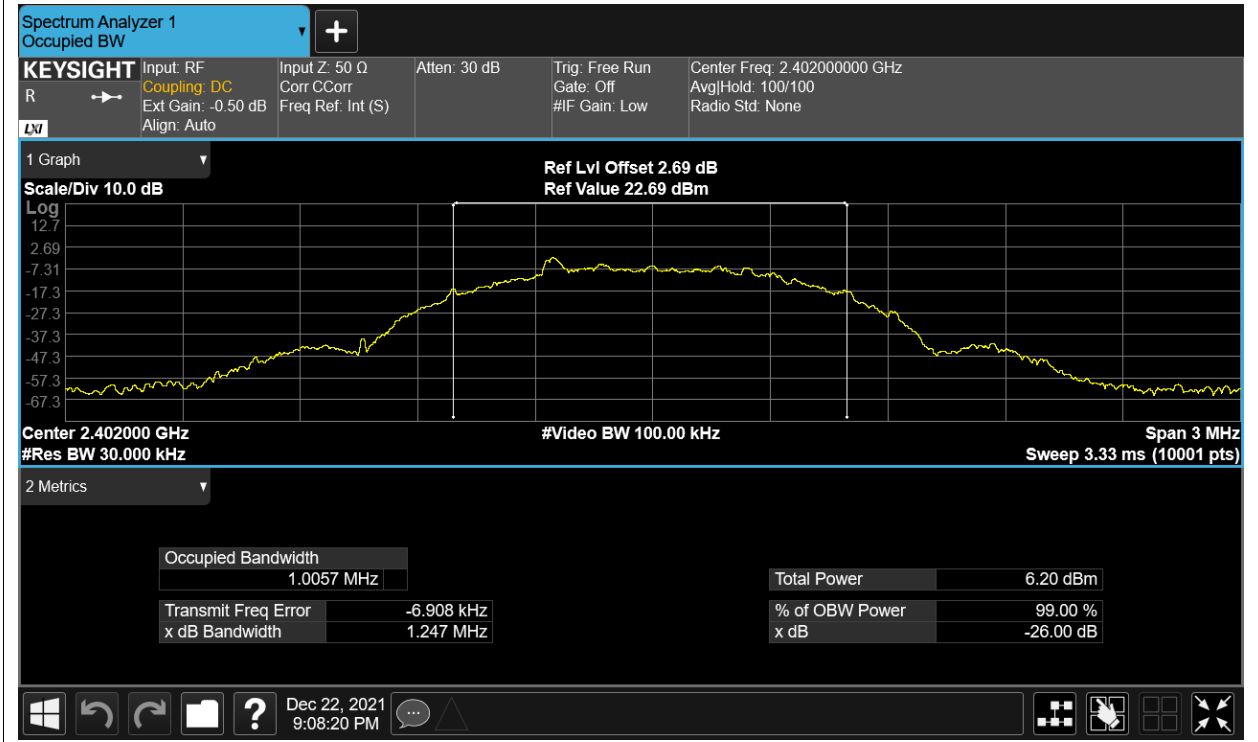 Spectrum Analyzer 1
Occupied BW
KEYSIGHT
R
LXI
Input: RF
Coupling: DC
Ext Gain: -0.50 dB
Align: Auto
Input Z: 50 Ω
Corr CCorr
Freq Ref: Int (S)
Atten: 30 dB
Trig: Free Run
Gate: Off
#IF Gain: Low
Center Freq: 2.402000000 GHz
Avg|Hold: 100/100
Radio Std: None
1 Graph
Scale/Div 10.0 dB
Ref Lvl Offset 2.69 dB
Ref Value 22.69 dBm
Log
12.7
2.69
-7.31
-17.3
-27.3
-37.3
-47.3
-57.3
-67.3
Center 2.402000 GHz
#Res BW 30.000 kHz
#Video BW 100.00 kHz
Span 3 MHz
Sweep 3.33 ms (10001 pts)
2 Metrics
Occupied Bandwidth
1.0057 MHz
Transmit Freq Error -6.908 kHz
x dB Bandwidth 1.247 MHz
Total Power 6.20 dBm
% of OBW Power 99.00 %
x dB -26.00 dB
?
Dec 22, 2021
9:08:20 PM